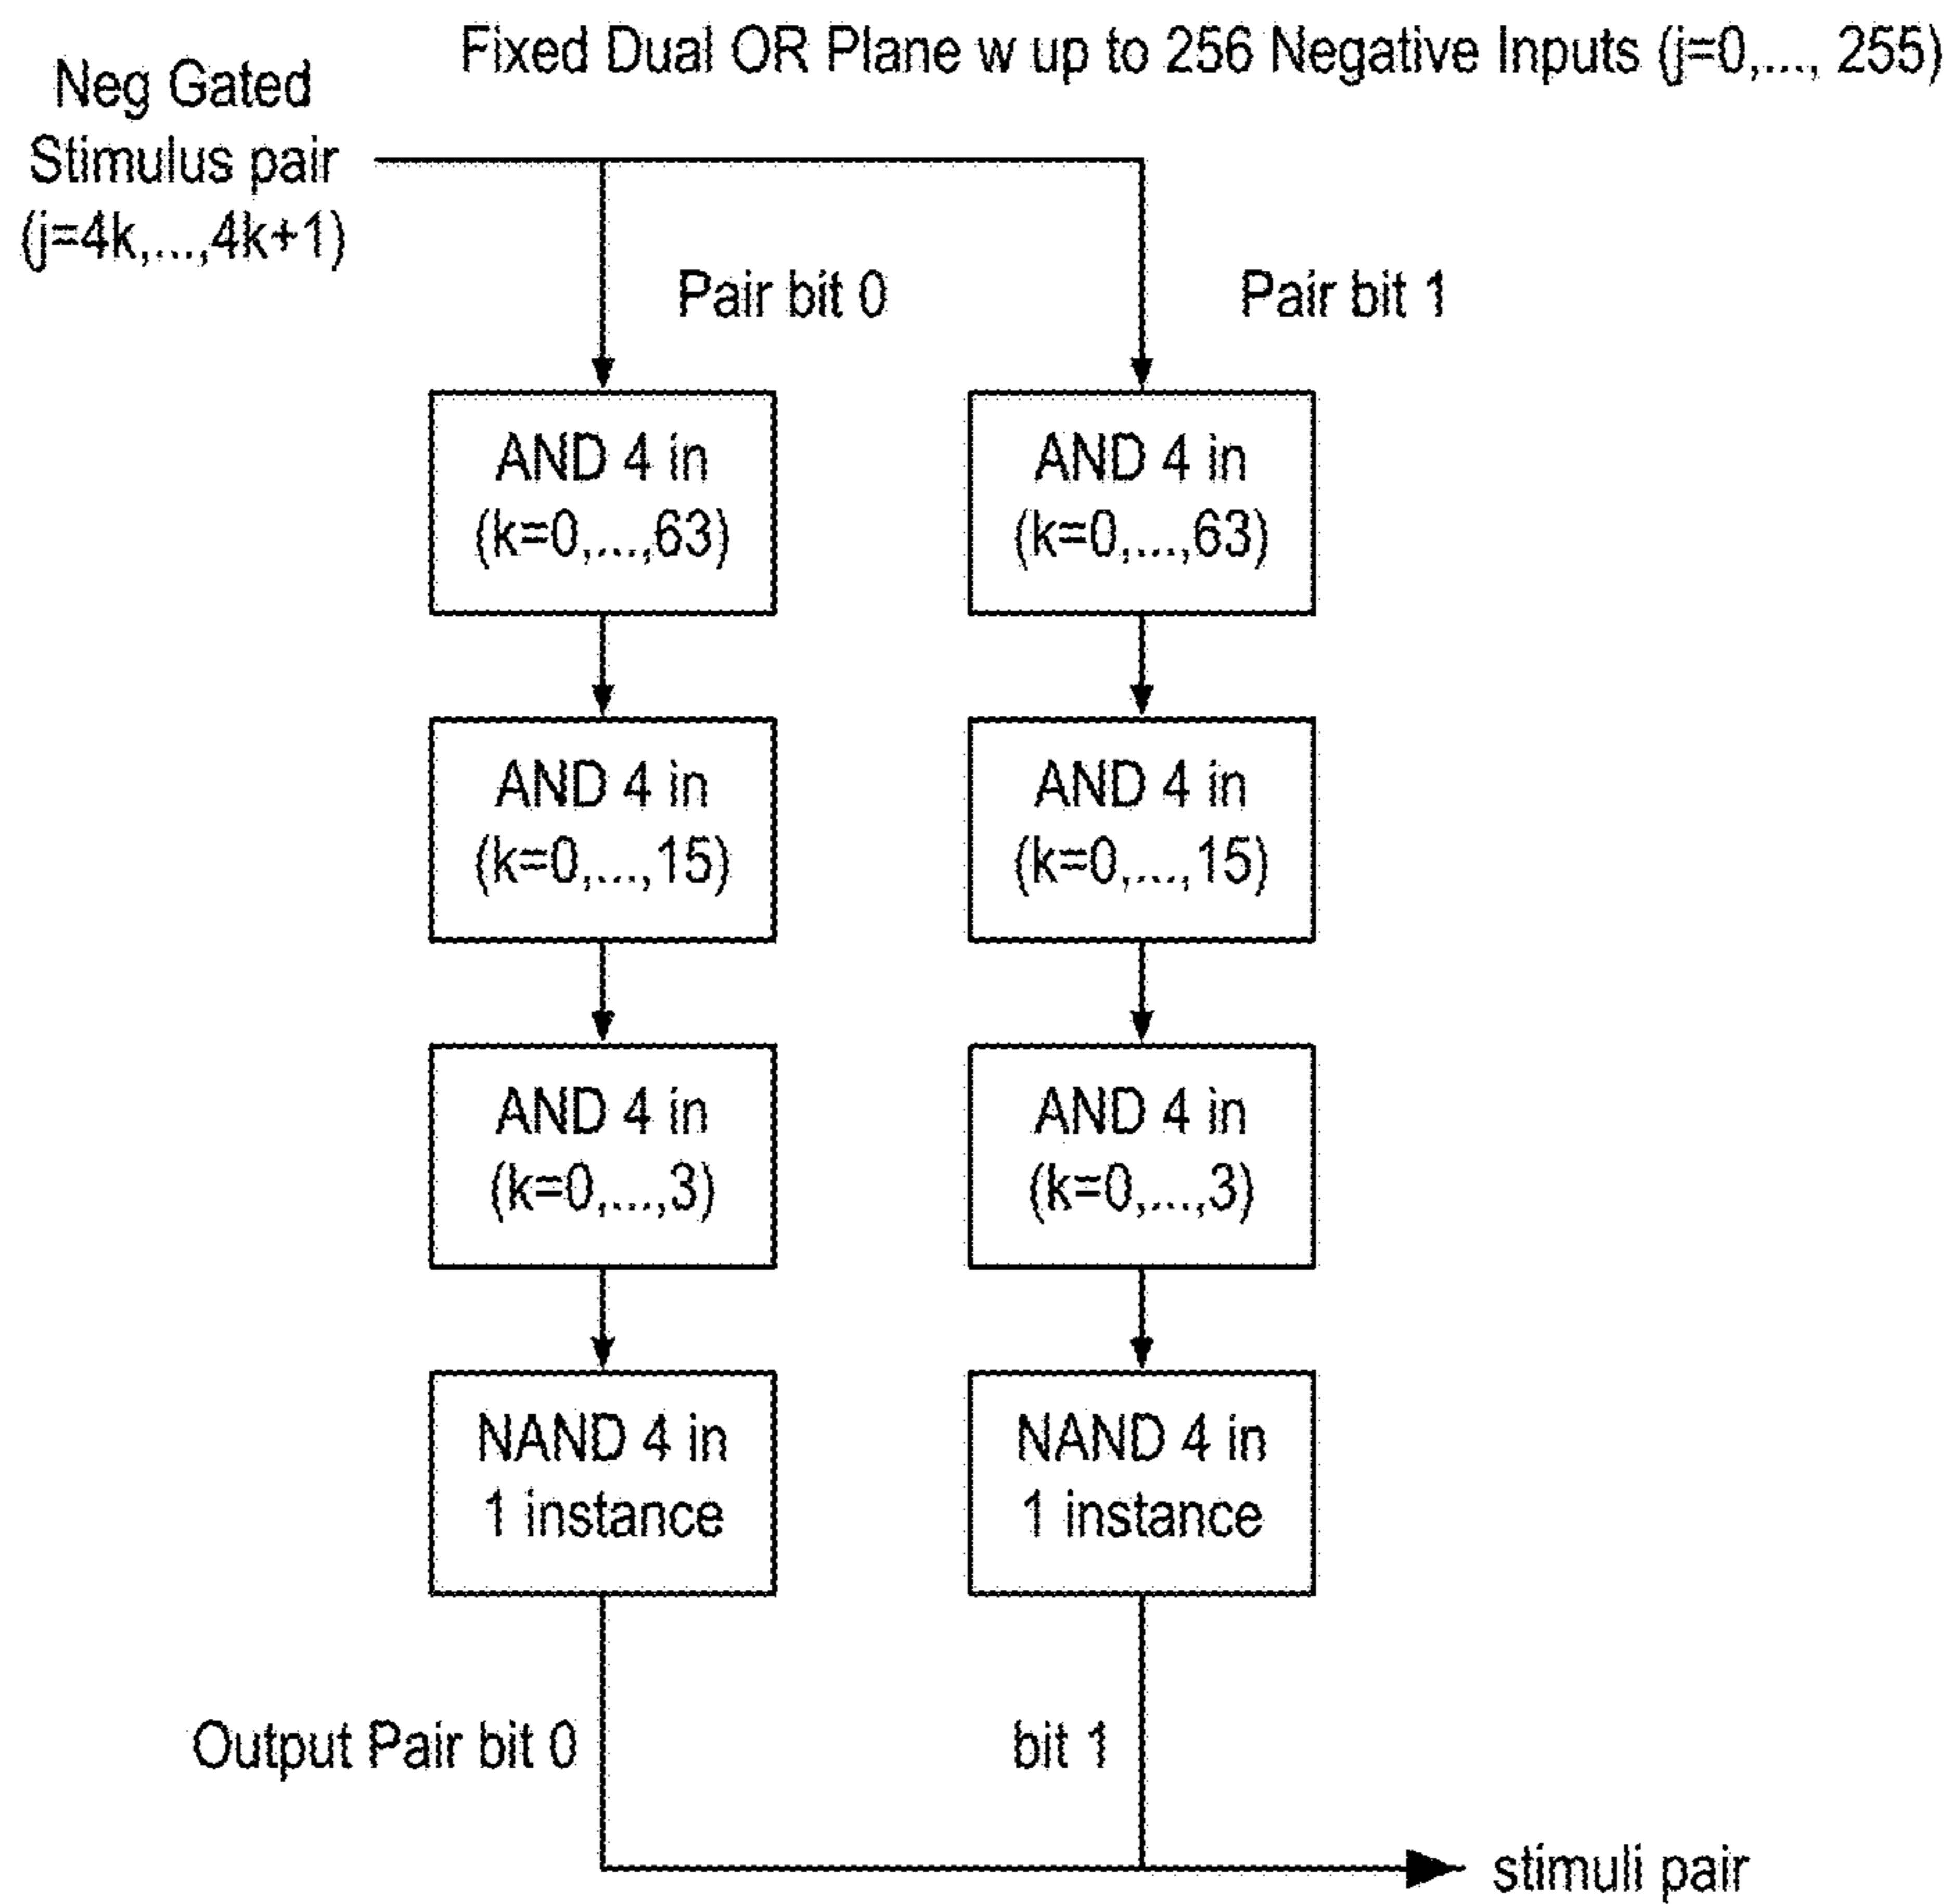 Fixed Dual OR Plane w up to 256 Negative Inputs (j=0,..., 255)
Neg Gated
Stimulus pair
(j=4k,...,4k+1)
Pair bit 0
Pair bit 1
AND 4 in
(k=0,...,63)
AND 4 in
(k=0,...,63)
AND 4 in
(k=0,...,15)
AND 4 in
(k=0,...,15)
AND 4 in
(k=0,...,3)
AND 4 in
(k=0,...,3)
NAND 4 in
1 instance
NAND 4 in
1 instance
Output Pair bit 0
bit 1
stimuli pair